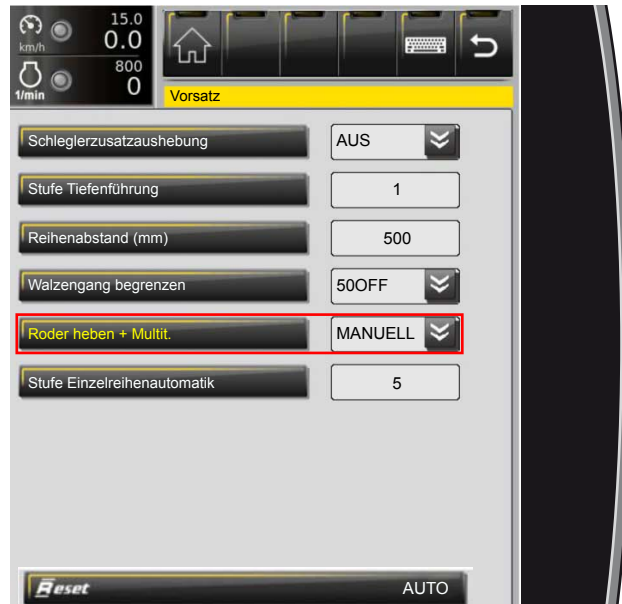 15.0
km/h 0.0
800
1/min 0
Vorsatz
Schleglerzusatzaushebung AUS
Stufe Tiefenführung 1
Reihenabstand (mm) 500
Walzengang begrenzen 50OFF
Roder heben + Multit. MANUELL
Stufe Einzelreihenautomatik 5
Reset AUTO